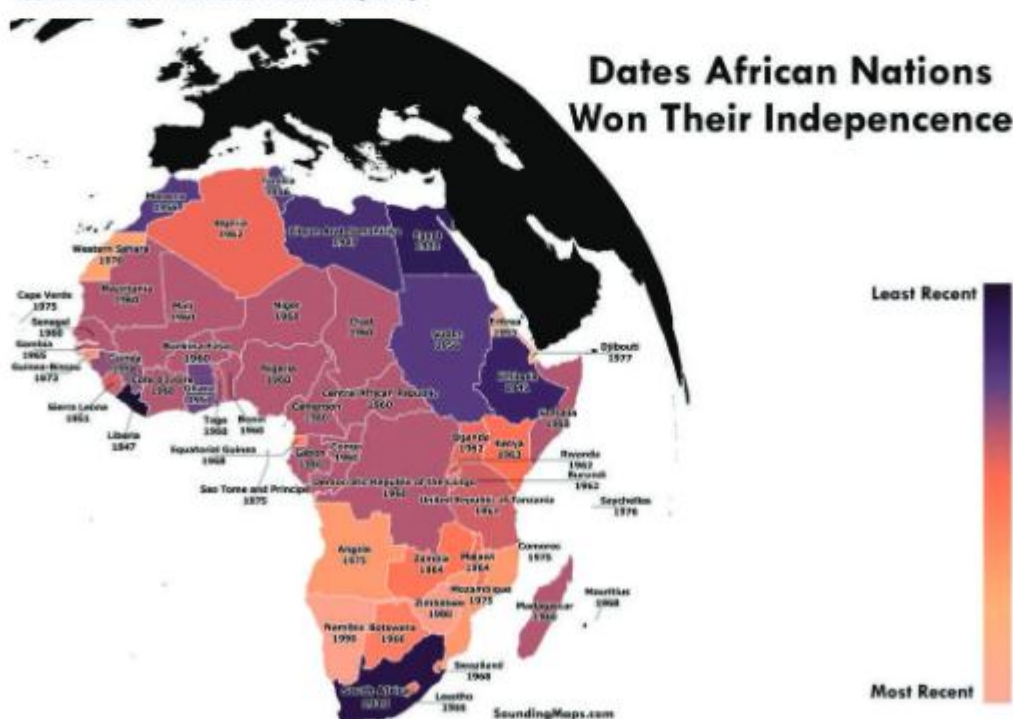 Dates African Nations
Won Their Indepencence
Least Recent
Most Recent
Algeria
1962
Western Sahara
1976
Cape Verde
1975
Mauritania
1960
Mali
1960
Niger
1960
Chad
1960
Senegal
1960
Gambia
1965
Guinea-Bissau
1973
Guinea
Burkina Faso
1960
Cote d'Ivoire
1960
Ghana
Nigeria
1960
Sierra Leone
Liberia
1847
Togo
1960
Benin
1960
Central African Republic
1960
Cameroon
1960
Equatorial Guinea
1968
Gabon
1960
Congo
1960
Sao Tome and Principe
1975
Democratic Republic of the Congo
1960
Egypt
Eritrea
1993
Djibouti
1977
Ethiopia
Somalia
1960
Uganda
1962
Kenya
1963
Rwanda
1962
Burundi
1962
United Republic of Tanzania
Seychelles
1976
Comoros
1975
Angola
1975
Zambia
1964
Malawi
1964
Mozambique
1975
Zimbabwe
1980
Madagascar
1960
Mauritius
1968
Namibia
1990
Botswana
1966
Swaziland
1968
South Africa
Lesotho
1966
SoundingMaps.com